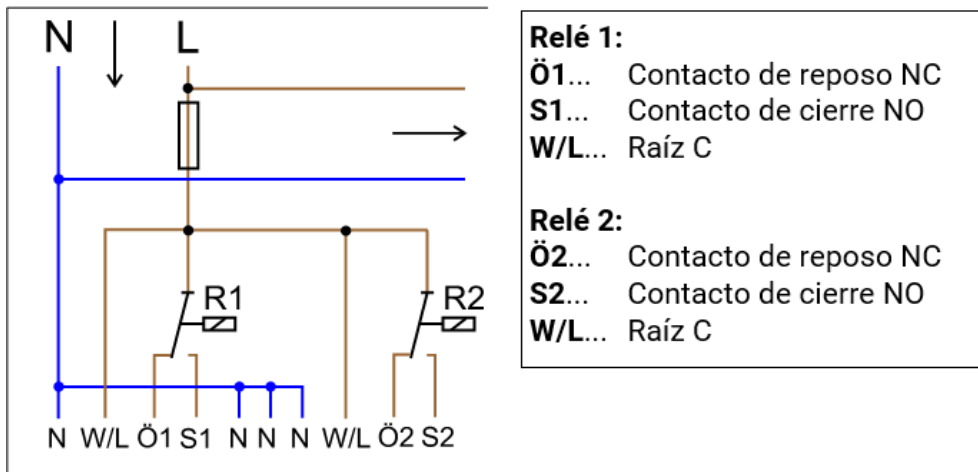 N L
R1 R2
N W/L Ö1 S1 N N N W/L Ö2 S2
Relé 1:
Ö1... Contacto de reposo NC
S1... Contacto de cierre NO
W/L... Raíz C
Relé 2:
Ö2... Contacto de reposo NC
S2... Contacto de cierre NO
W/L... Raíz C